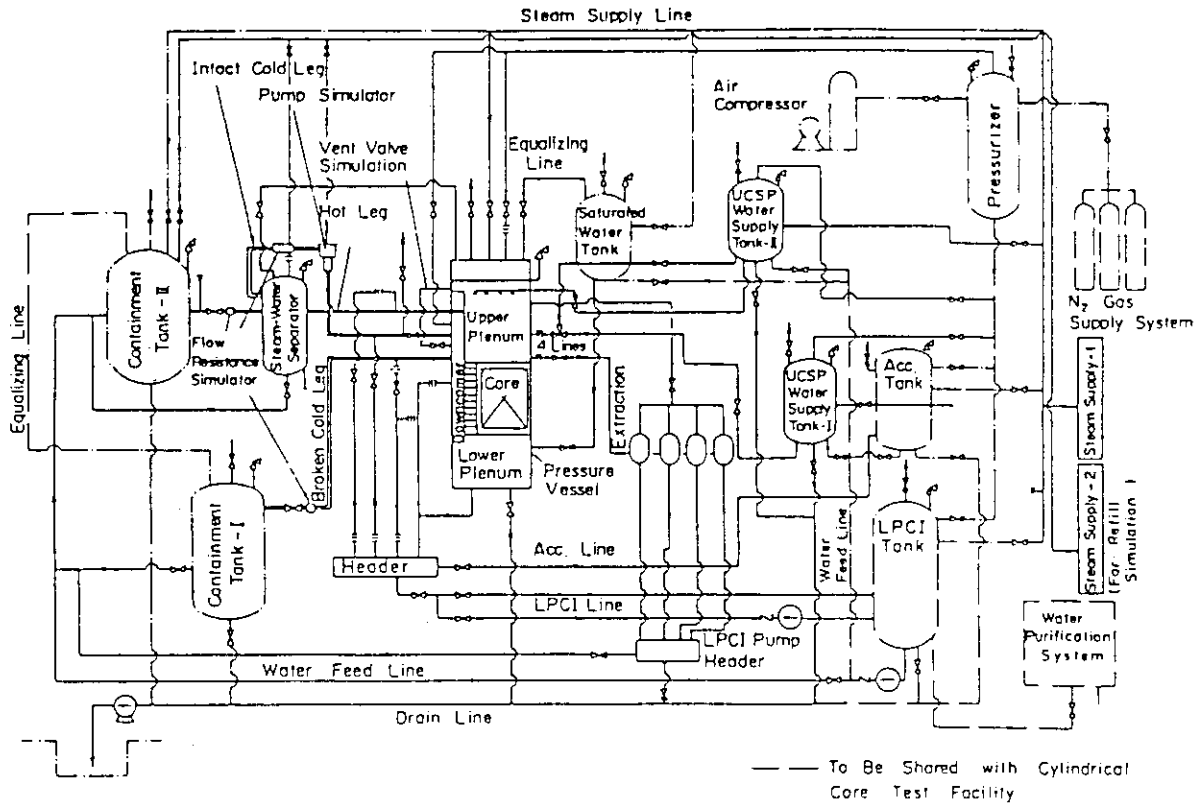 Steam Supply Line
Intact Cold Leg
Pump Simulator
Vent Valve
Simulation
Hot Leg
Equalizing
Line
Air
Compressor
Pressurizer
Saturated
Water
Tank
UCSP
Water
Supply
Tank-II
N₂ Gas
Supply System
Equalizing Line
Containment
Tank-II
Flow
Resistance
Simulator
Steam-Water
Separator
Upper
Plenum
4 Lines
Core
Downcomer
Lower
Plenum
Pressure
Vessel
Broken Cold Leg
Extraction
UCSP
Water
Supply
Tank-I
Acc.
Tank
Steam Supply-1
Steam Supply-2
(For Refill
Simulation)
Containment
Tank-I
Header
Acc. Line
LPCI Line
Water
Feed Line
LPCI
Tank
LPCI Pump
Header
Water
Purification
System
Water Feed Line
Drain Line
To Be Shared with Cylindrical
Core Test Facility